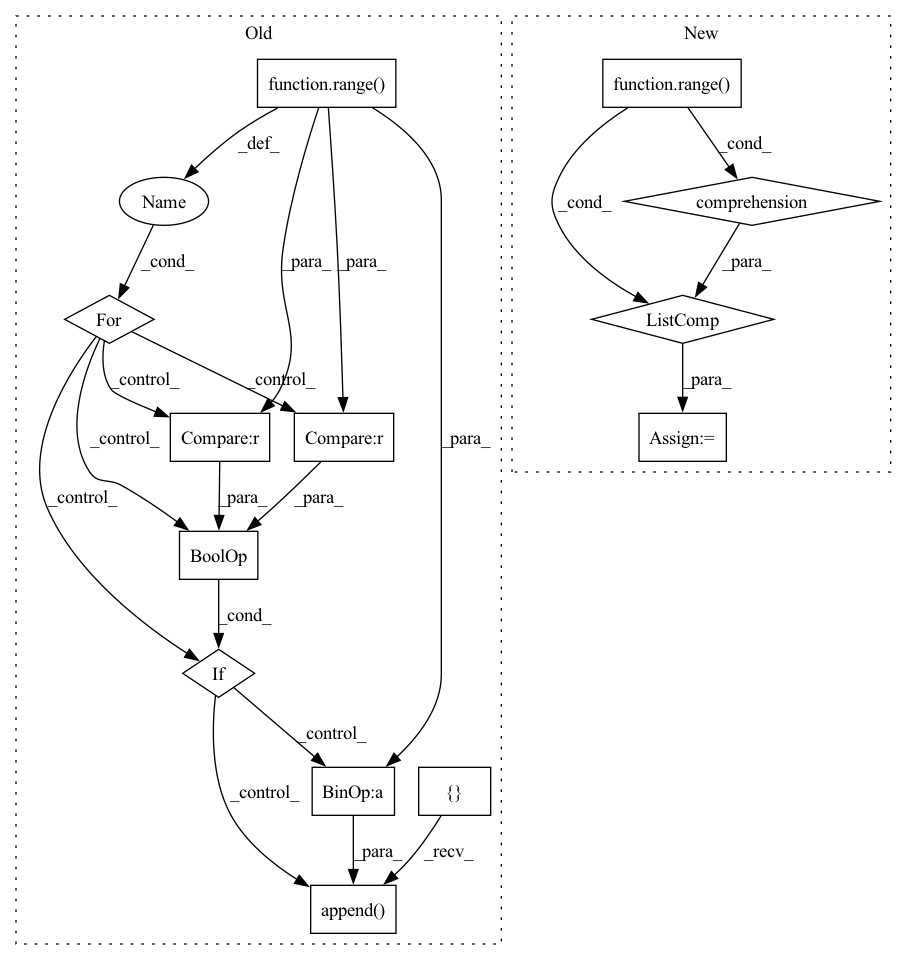 Old
New
function.range()
function.range()
_def_
_cond_
Name
comprehension
_cond_
_para_
_para_
_cond_
_para_
For
ListComp
_control_
_control_
_para_
Compare:r
Compare:r
Assign:=
_control_
_para_
_control_
_para_
_para_
BoolOp
_cond_
If
_control_
BinOp:a
{}
_control_
_para_
_recv_
append()